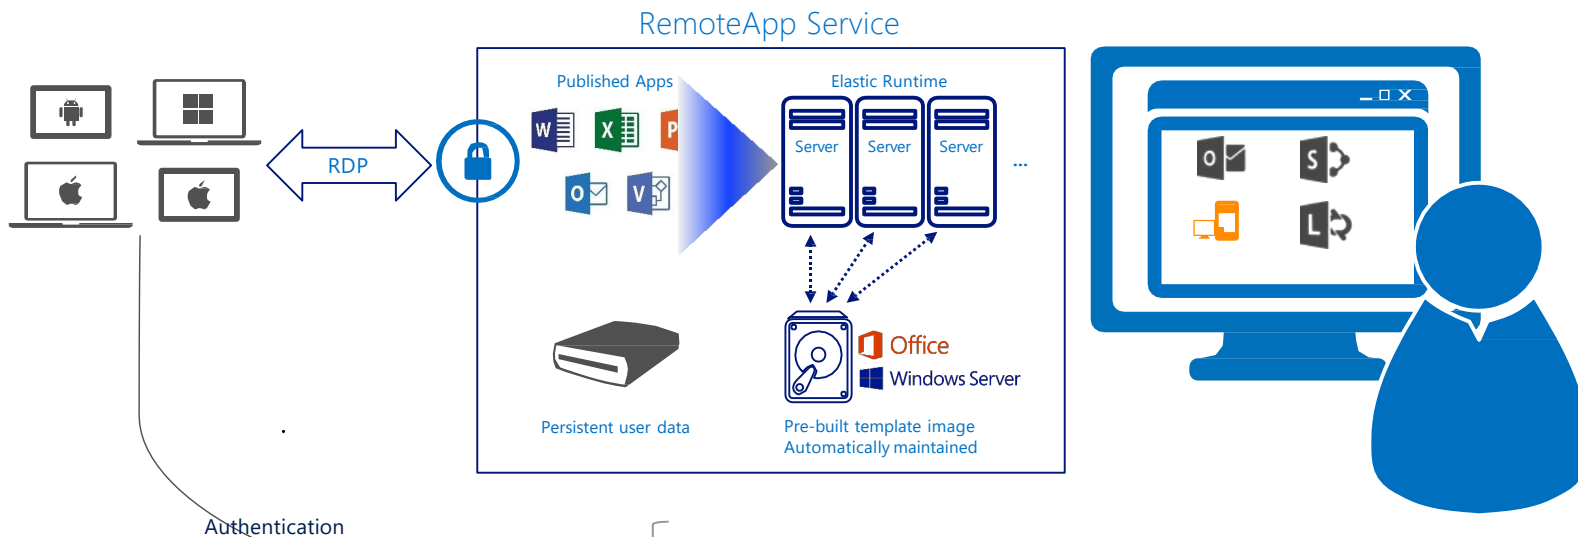 RemoteApp Service
Published Apps
Elastic Runtime
W
X
P
O
V
Server
Server
Server
...
RDP
O
S
L
Office
Windows Server
Persistent user data
Pre-built template image
Automatically maintained
Authentication